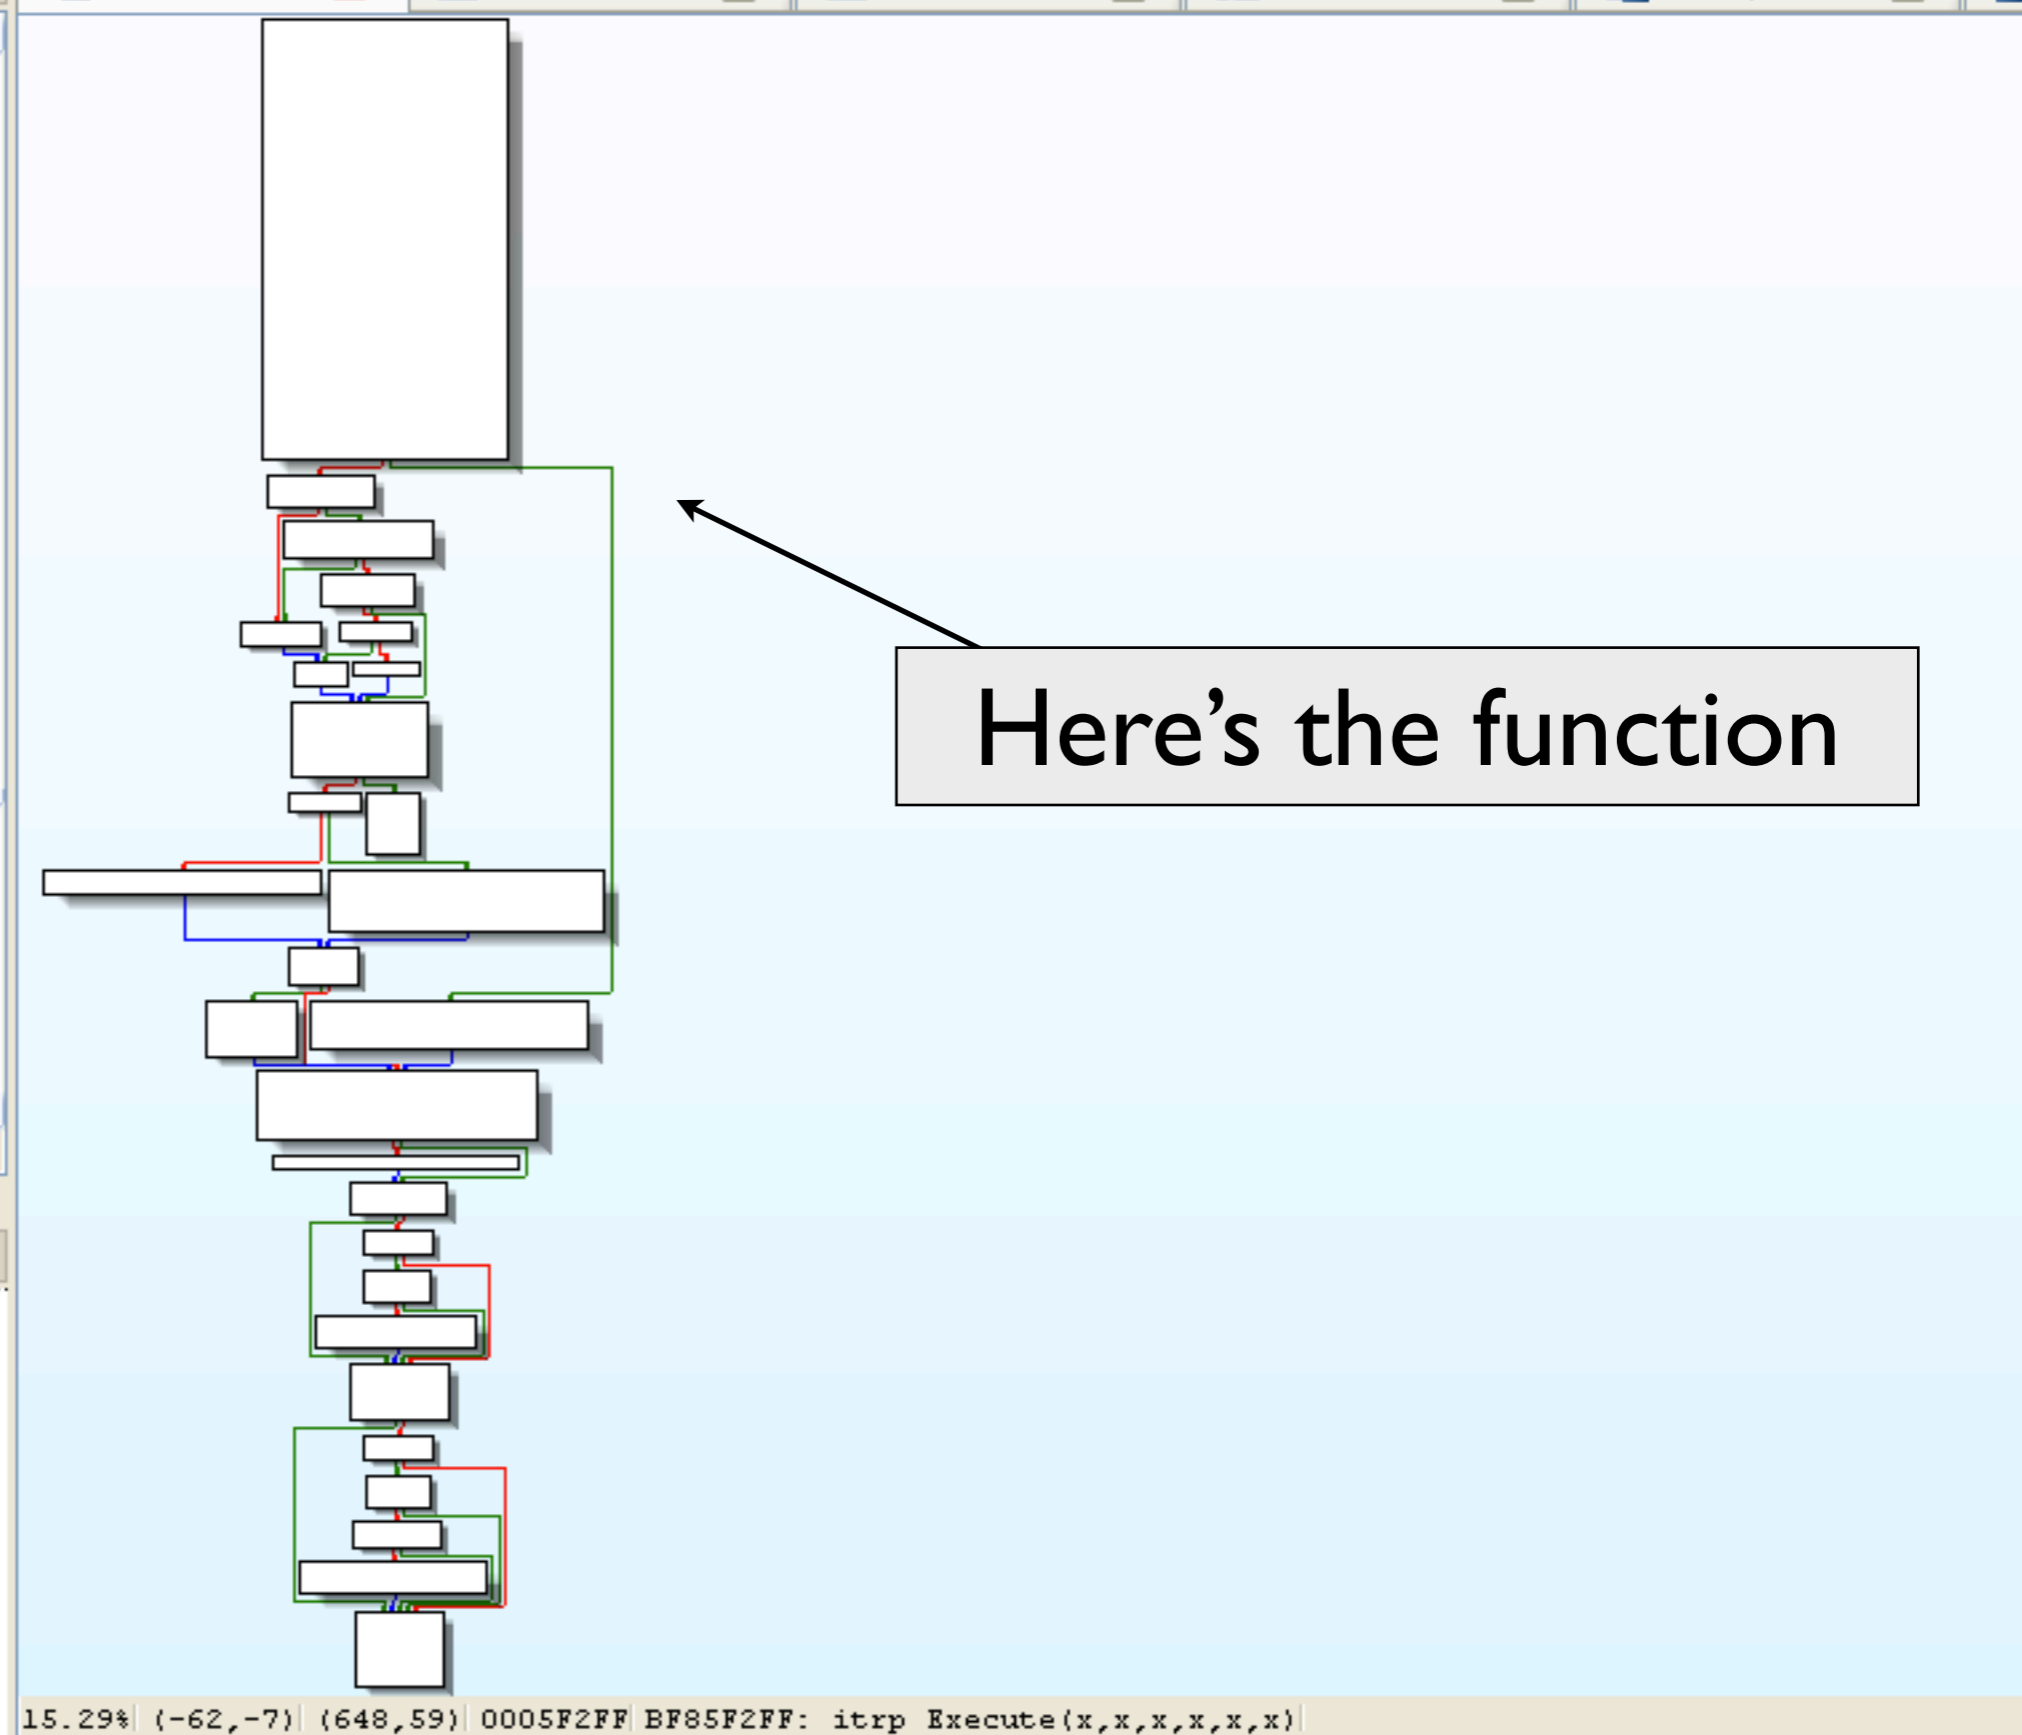 Here’s the function
15.29% (-62,-7) (648,59) 0005F2FF BF85F2FF: itrp Execute(x,x,x,x,x,x)